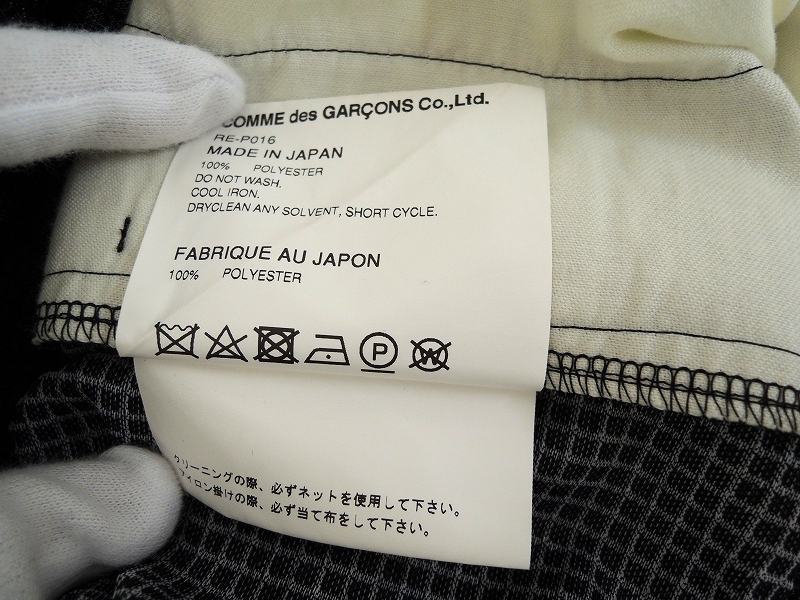 COMME des GARÇONS Co.,Ltd.
RE-P016
MADE IN JAPAN
100% POLYESTER
DO NOT WASH.
COOL IRON.
DRYCLEAN ANY SOLVENT, SHORT CYCLE.
FABRIQUE AU JAPON
100% POLYESTER
P W
クリーニングの際、必ずネットを使用して下さい。
アイロン掛けの際、必ず当て布をして下さい。